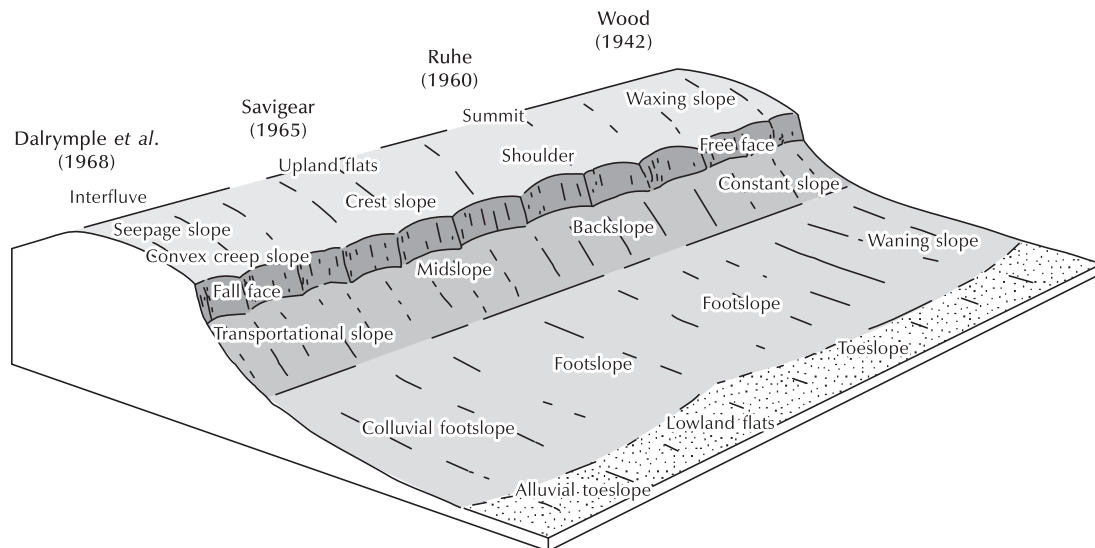 Wood
(1942)
Ruhe
(1960)
Savigear
(1965)
Dalrymple et al.
(1968)
Waxing slope
Summit
Free face
Shoulder
Upland flats
Constant slope
Interfluve
Crest slope
Seepage slope
Backslope
Waning slope
Convex creep slope
Midslope
Fall face
Footslope
Transportational slope
Toeslope
Footslope
Lowland flats
Colluvial footslope
Alluvial toeslope